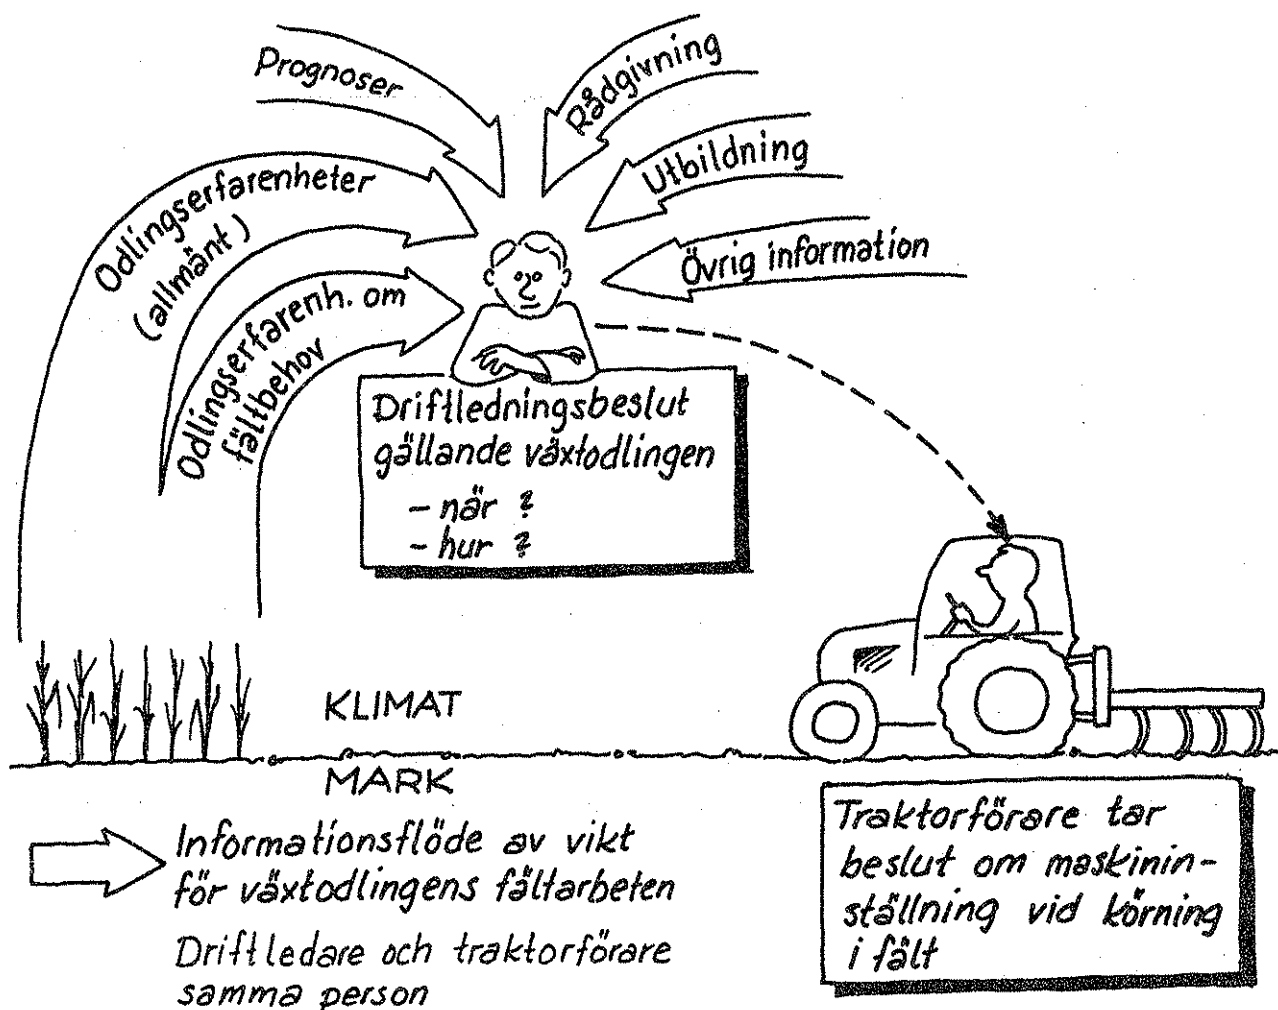 Prognoser
Rådgivning
Utbildning
Övrig information
Odlingserfarenheter
(allmänt)
Odlingserfarenh. om
fältbehov
Driftledningsbeslut
gällande växtodlingen
- när ?
- hur ?
KLIMAT
MARK
Informationsflöde av vikt
för växtodlingens fältarbeten
Driftledare och traktorförare
samma person
Traktorförare tar
beslut om maskinin-
ställning vid körning
i fält